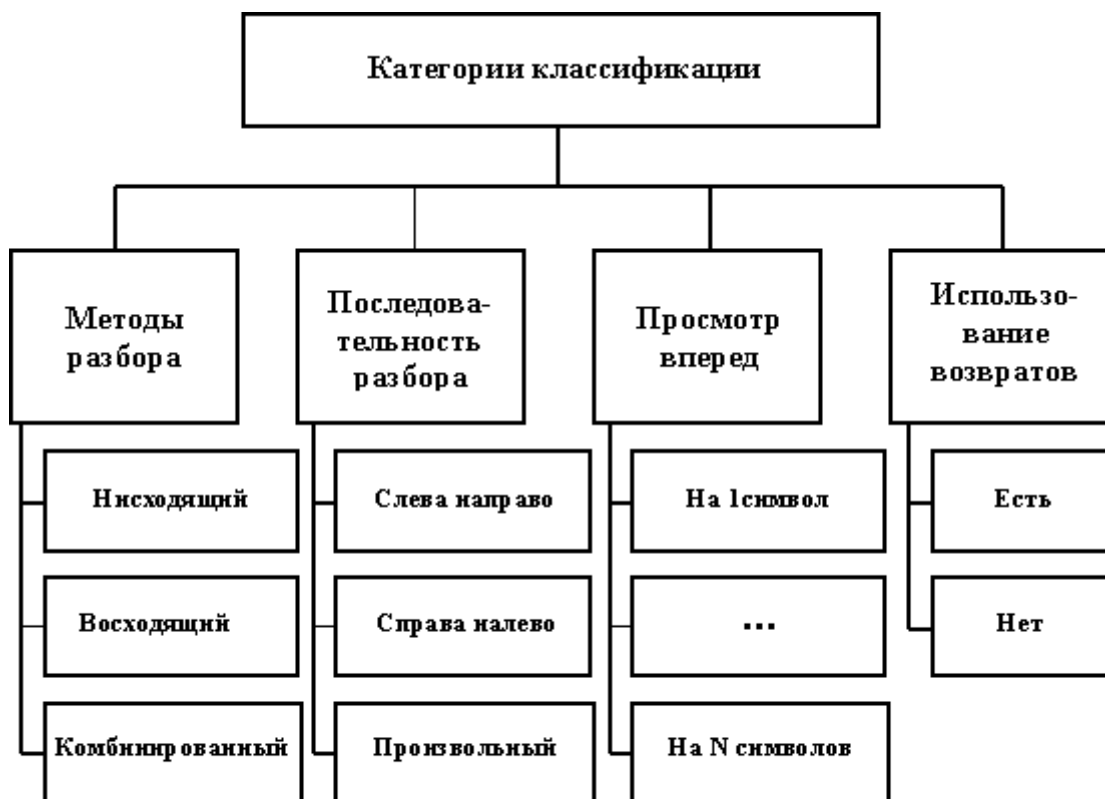 Категории классификации
Методы
разбора
Последова-
тельность
разбора
Просмотр
вперед
Использо-
вание
возвратов
Нисходящий
Слева направо
На 1символ
Есть
Восходящий
Справа налево
...
Нет
Комбинированный
Произвольный
На N символов